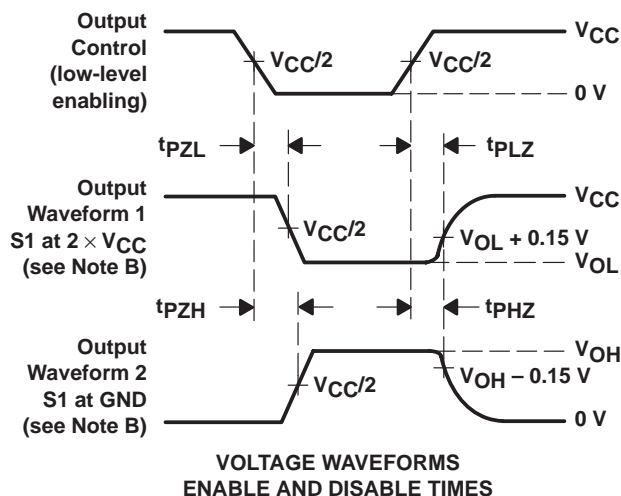 Output
Control
(low-level
enabling)
VCC/2
VCC/2
VCC
0 V
tPZL
tPLZ
Output
Waveform 1
S1 at 2 × VCC
(see Note B)
VCC/2
VCC
VOL + 0.15 V
VOL
tPZH
tPHZ
Output
Waveform 2
S1 at GND
(see Note B)
VCC/2
VOH
VOH – 0.15 V
0 V
VOLTAGE WAVEFORMS
ENABLE AND DISABLE TIMES